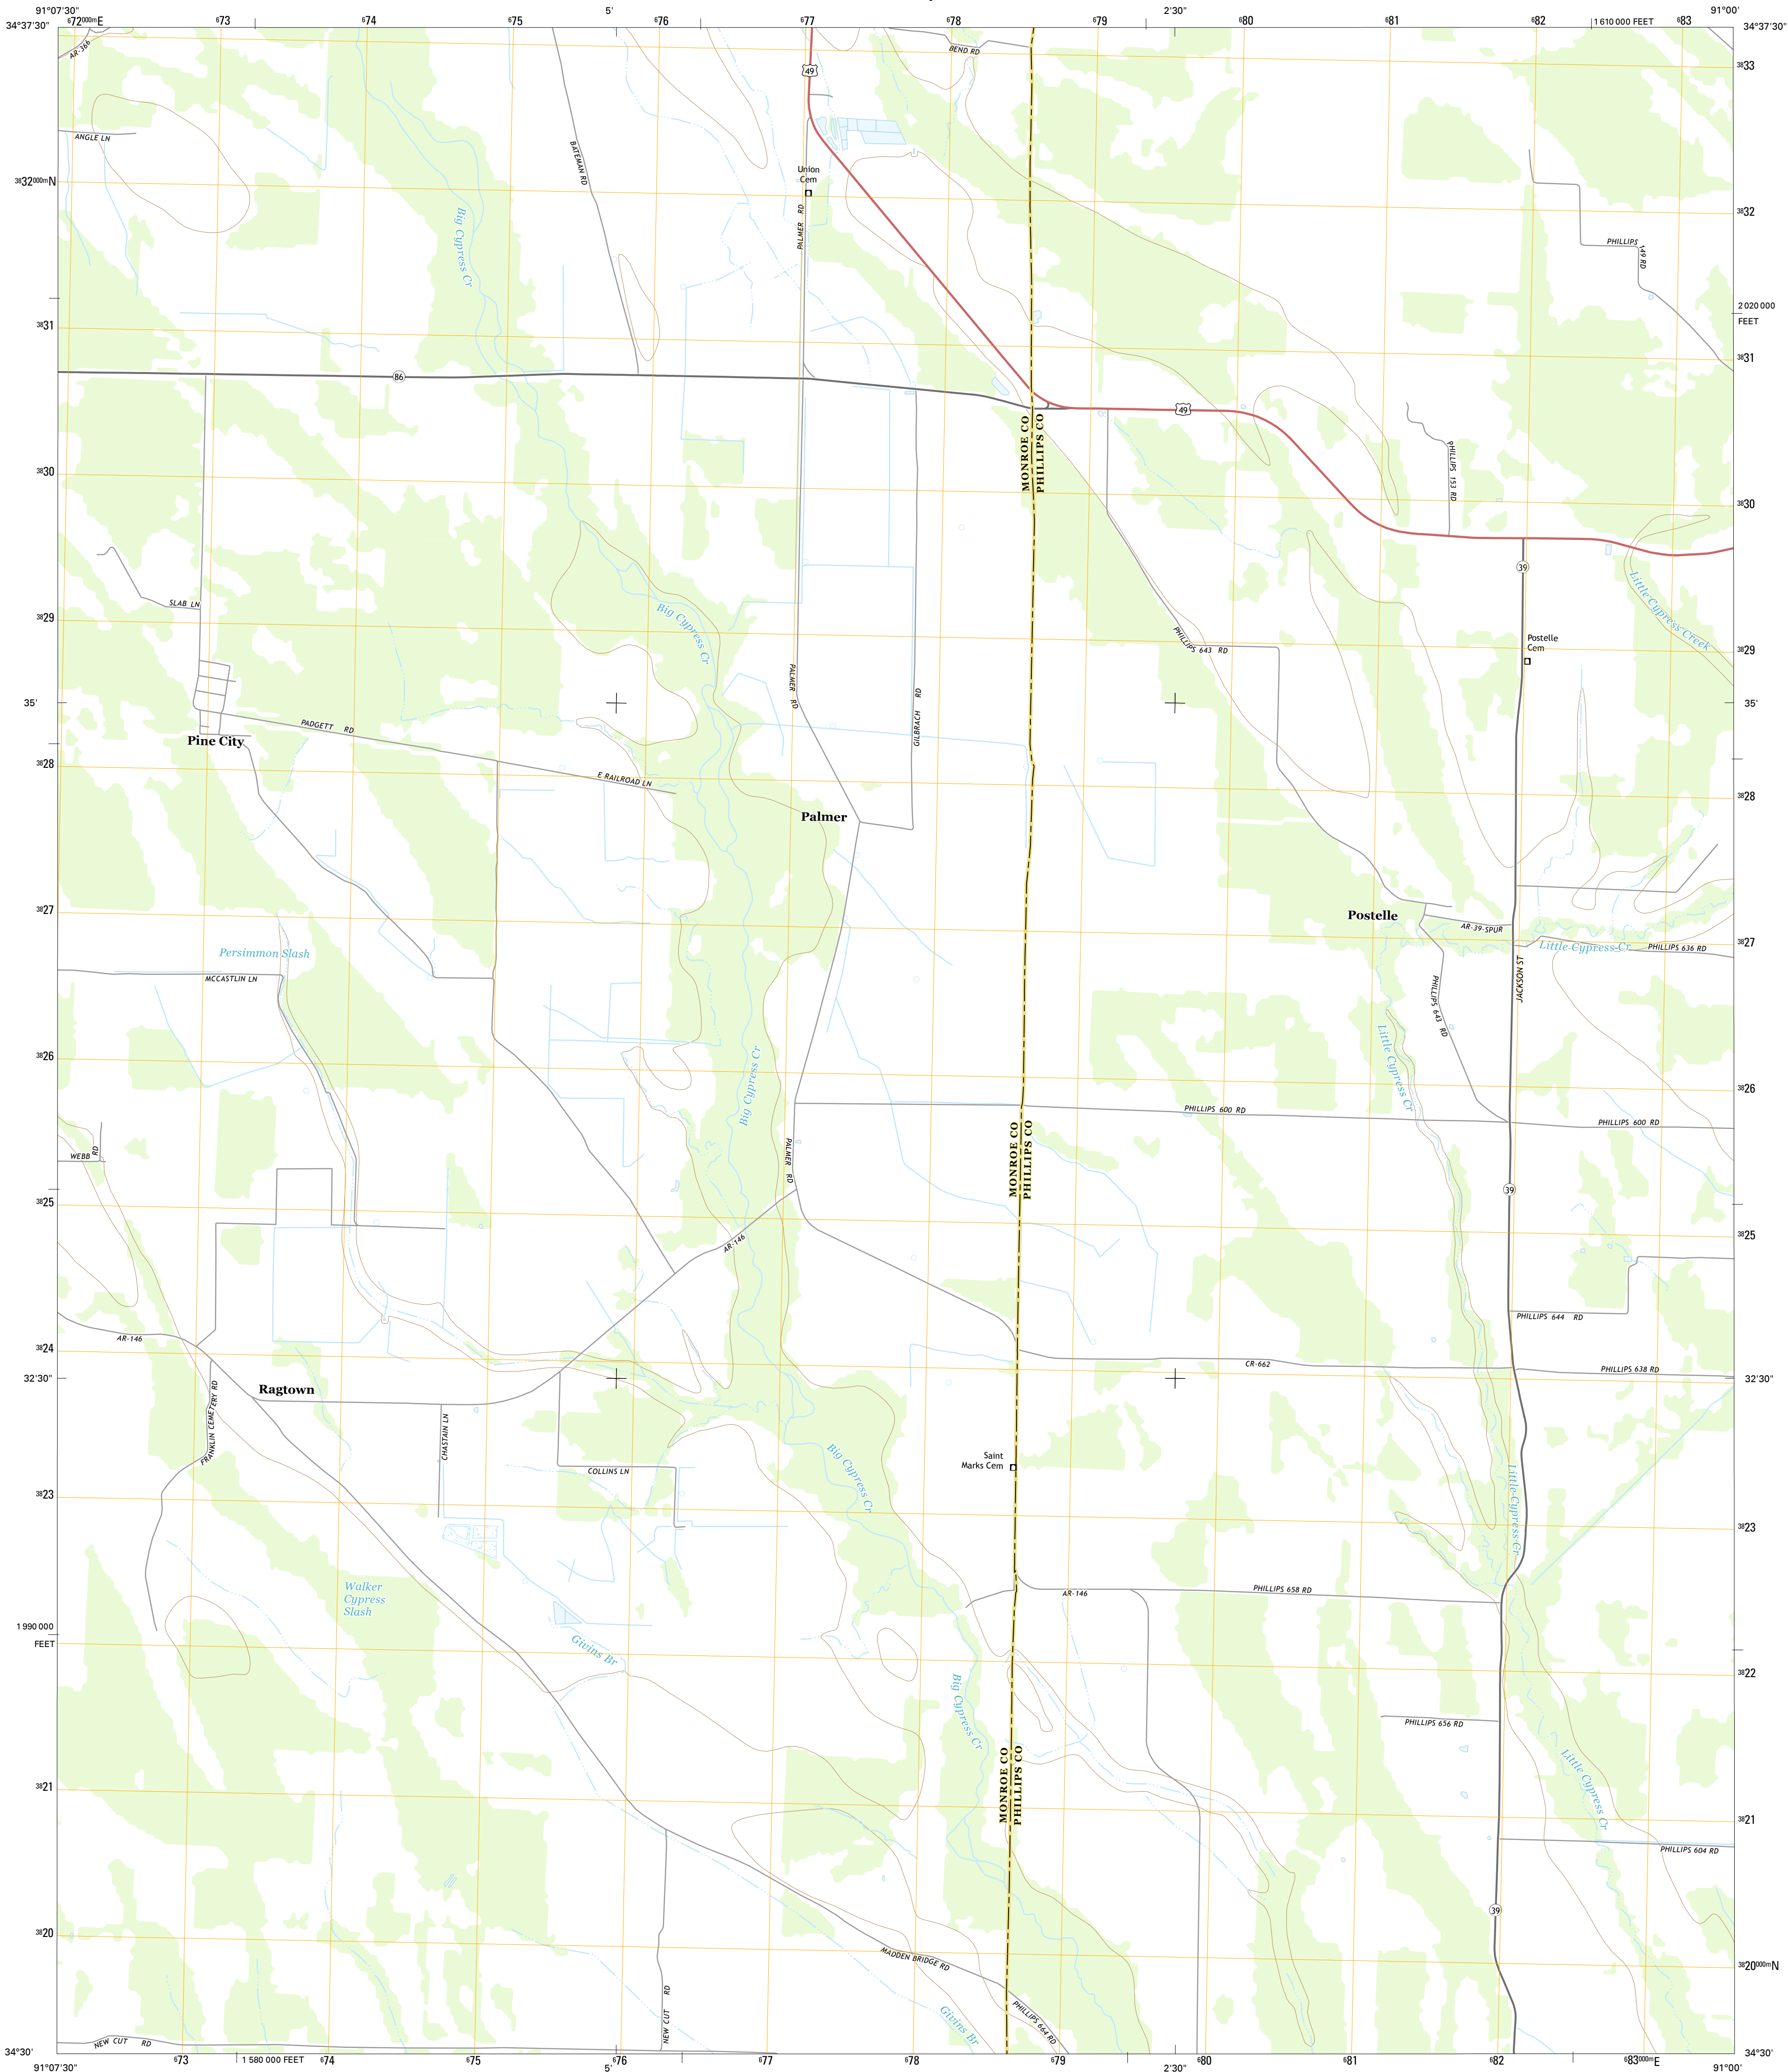 91°07'30"
672000mE
673
674
675
5'
676
677
678
679
2'30"
680
681
682
1 610 000 FEET
683
91°00'
34°37'30"
34°37'30"
AR-366
49
BEND RD
3833
ANGLE LN
BATEMAN RD
Union
Cem
3832000mN
PALMER RD
3832
Big Cypress Cr
PHILLIPS
149 RD
2 020 000
FEET
3831
3831
86
49
MONROE CO
PHILLIPS CO
PHILLIPS 153 RD
3830
3830
39
Little Cypress Creek
SLAB LN
3829
Big Cypress Cr
PHILLIPS 643 RD
Postelle
Cem
3829
PALMER RD
GILBRACH RD
35'
35'
PADGETT RD
Pine City
3828
E RAILROAD LN
3828
Palmer
3827
Postelle
AR-39-SPUR
3827
Little Cypress Cr
PHILLIPS 636 RD
Persimmon Slash
MCCASTLIN LN
JACKSON ST
PHILLIPS 643 RD
Little Cypress Cr
3826
Big Cypress Cr
3826
PHILLIPS 600 RD
PHILLIPS 600 RD
MONROE CO
PHILLIPS CO
WEBB RD
PALMER RD
39
3825
3825
AR-146
AR-146
PHILLIPS 644 RD
3824
CR-662
PHILLIPS 638 RD
3824
32'30"
32'30"
Ragtown
FRANKLIN CEMETERY RD
CHASTAIN LN
COLLINS LN
Big Cypress Cr
Saint
Marks Cem
Little Cypress Cr
3823
3823
Walker
Cypress
Slash
AR-146
PHILLIPS 658 RD
1 990 000
FEET
Givins Br
3822
Big Cypress Cr
PHILLIPS 656 RD
MONROE CO
PHILLIPS CO
Little Cypress Cr
3821
3821
PHILLIPS 604 RD
39
3820
MADDEN BRIDGE RD
3820000mN
NEW CUT RD
Givins Br
PHILLIPS 664 RD
NEW CUT RD
34°30'
34°30'
91°07'30"
673
1 580 000 FEET
674
675
5'
676
677
678
679
2'30"
680
681
682
683000mE
91°00'